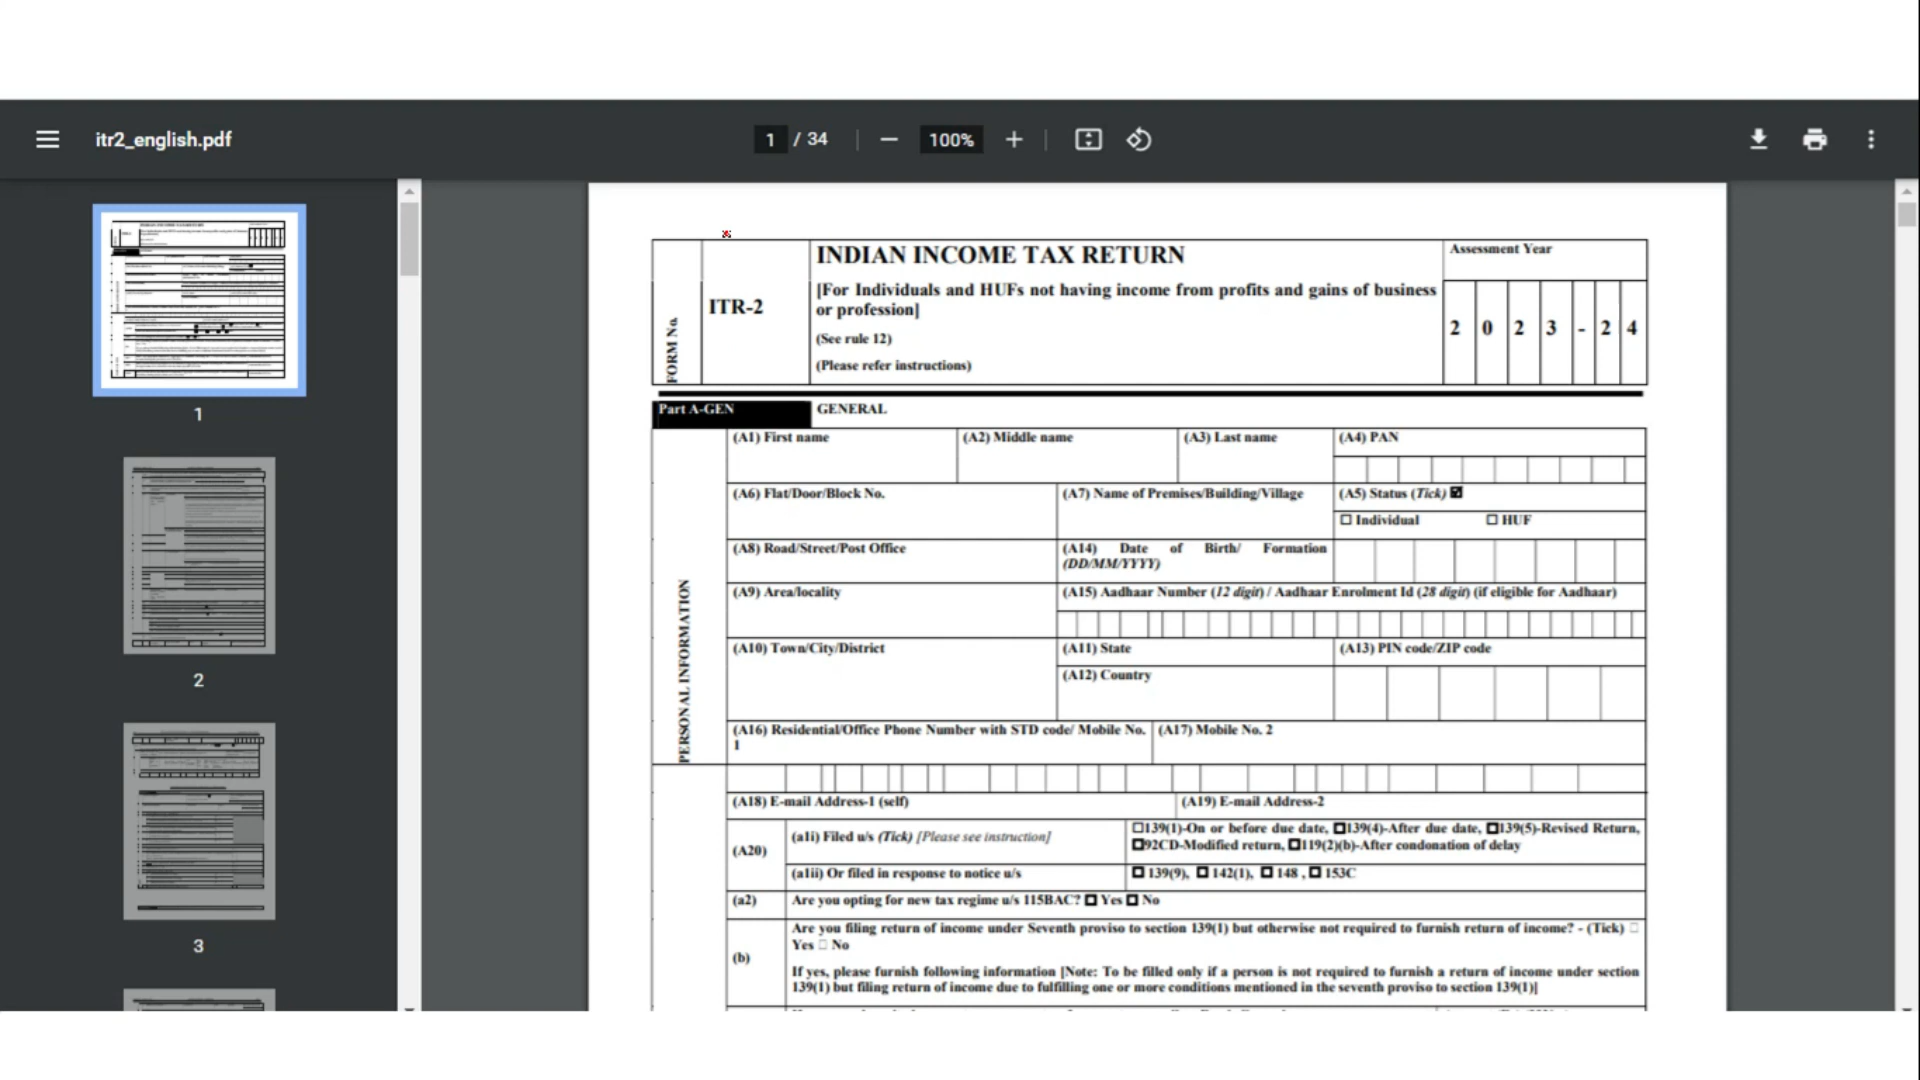 itr2_english.pdf
1 / 34
100%
1
2
3
FORM No.
ITR-2
INDIAN INCOME TAX RETURN
[For Individuals and HUFs not having income from profits and gains of business
or profession]
(See rule 12)
(Please refer instructions)
Assessment Year
2 0 2 3 - 2 4
Part A-GEN GENERAL
PERSONAL INFORMATION
(A1) First name (A2) Middle name (A3) Last name (A4) PAN
(A6) Flat/Door/Block No. (A7) Name of Premises/Building/Village (A5) Status (Tick) ☑
☐ Individual ☐ HUF
(A8) Road/Street/Post Office (A14) Date of Birth/ Formation
(DD/MM/YYYY)
(A9) Area/locality (A15) Aadhaar Number (12 digit) / Aadhaar Enrolment Id (28 digit) (if eligible for Aadhaar)
(A10) Town/City/District (A11) State (A13) PIN code/ZIP code
(A12) Country
(A16) Residential/Office Phone Number with STD code/ Mobile No.
1
(A17) Mobile No. 2
(A18) E-mail Address-1 (self) (A19) E-mail Address-2
(A20)
(a1i) Filed u/s (Tick) [Please see instruction]
☐139(1)-On or before due date, ☐139(4)-After due date, ☐139(5)-Revised Return,
☐92CD-Modified return, ☐119(2)(b)-After condonation of delay
(a1ii) Or filed in response to notice u/s ☐ 139(9), ☐ 142(1), ☐ 148 , ☐ 153C
(a2) Are you opting for new tax regime u/s 115BAC? ☐ Yes ☐ No
(b)
Are you filing return of income under Seventh proviso to section 139(1) but otherwise not required to furnish return of income? - (Tick) ☐
Yes ☐ No
If yes, please furnish following information [Note: To be filled only if a person is not required to furnish a return of income under section
139(1) but filing return of income due to fulfilling one or more conditions mentioned in the seventh proviso to section 139(1)]